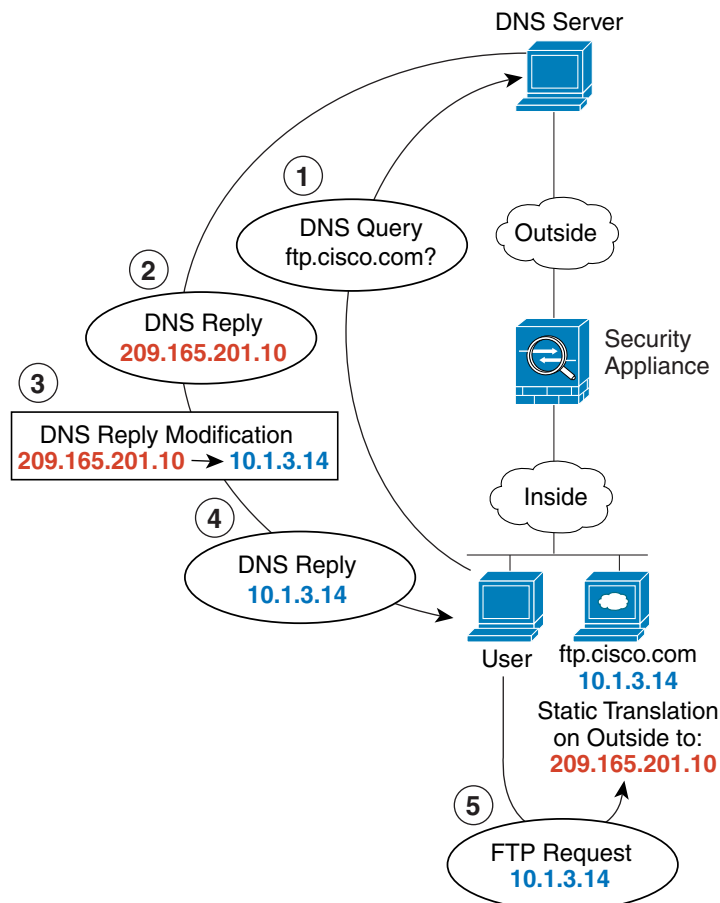 DNS Server
1
DNS Query
ftp.cisco.com?
Outside
2
DNS Reply
209.165.201.10
Security
Appliance
3
DNS Reply Modification
209.165.201.10 → 10.1.3.14
Inside
4
DNS Reply
10.1.3.14
User
ftp.cisco.com
10.1.3.14
Static Translation
on Outside to:
209.165.201.10
5
FTP Request
10.1.3.14